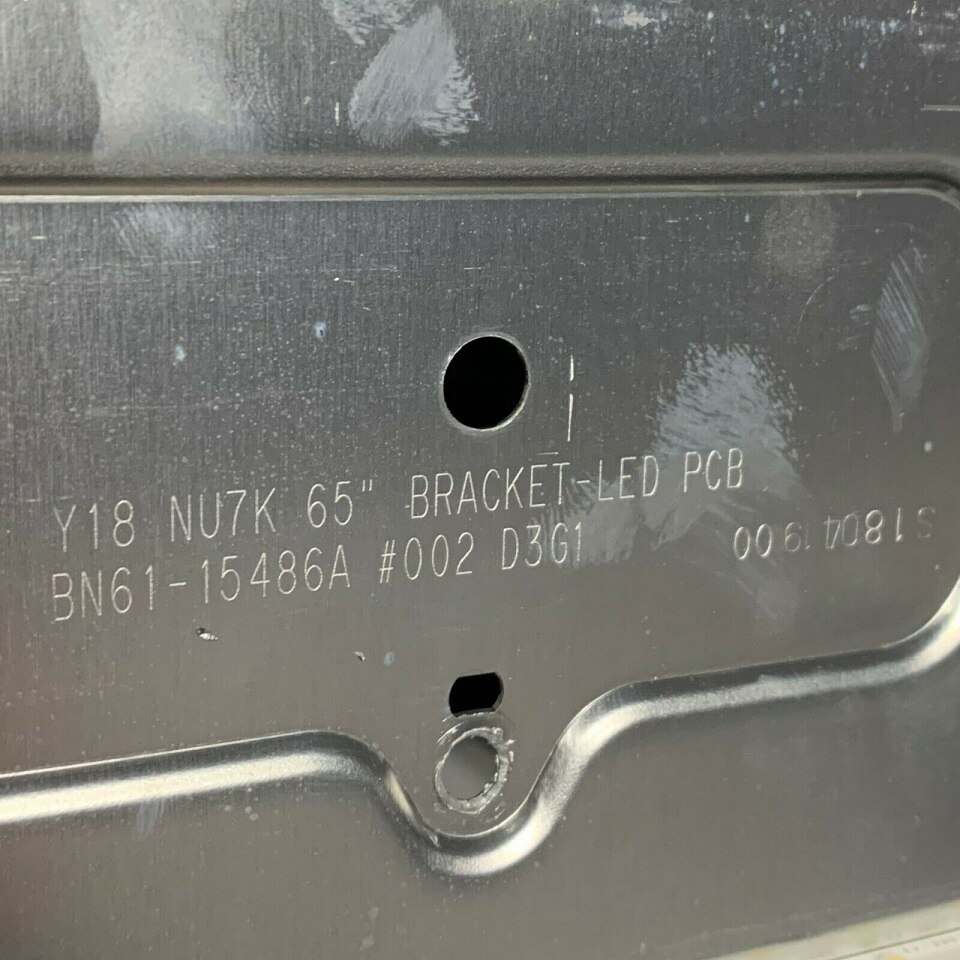 Y18 NU7K 65" BRACKET-LED PCB
BN61-15486A #002 D3G1